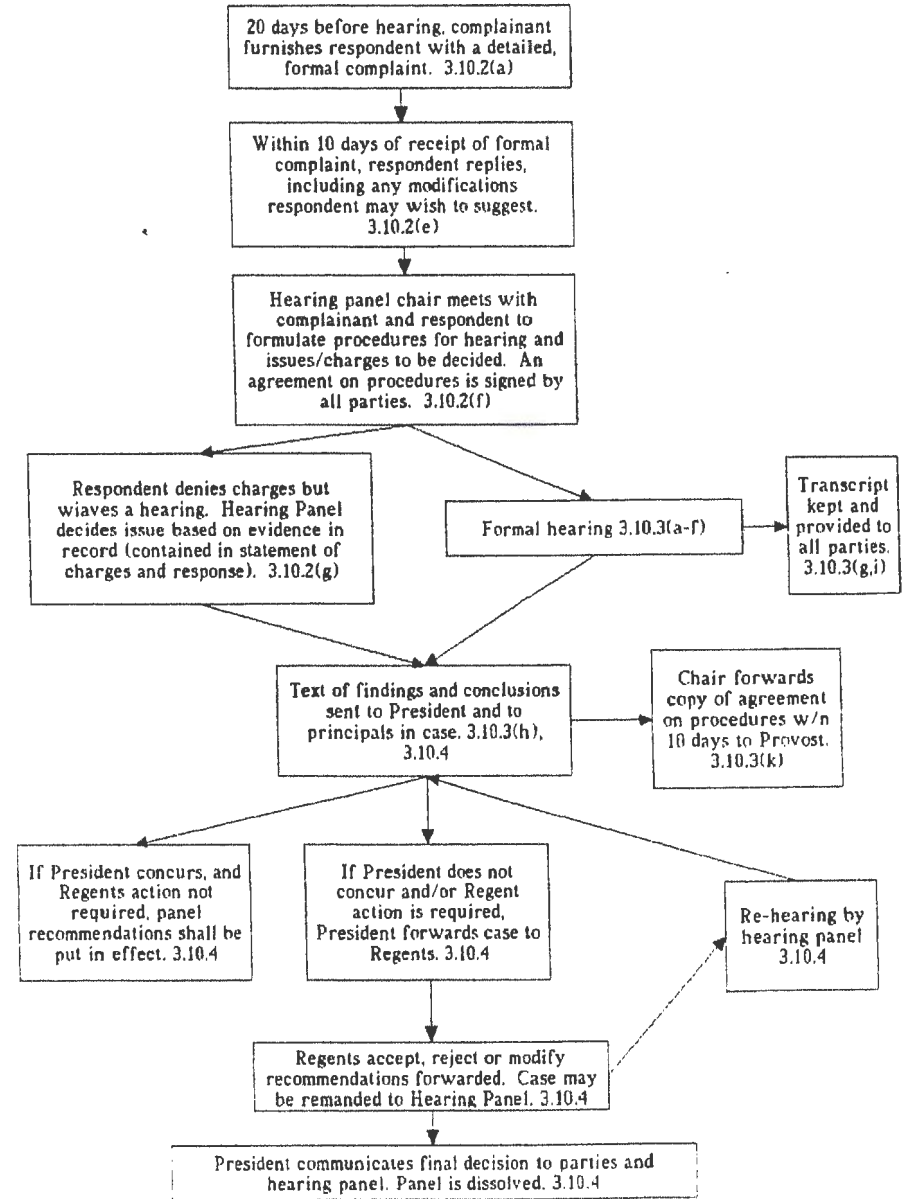 20 days before hearing, complainant
furnishes respondent with a detailed,
formal complaint. 3.10.2(a)
Within 10 days of receipt of formal
complaint, respondent replies,
including any modifications
respondent may wish to suggest.
3.10.2(e)
Hearing panel chair meets with
complainant and respondent to
formulate procedures for hearing and
issues/charges to be decided. An
agreement on procedures is signed by
all parties. 3.10.2(f)
Respondent denies charges but
wiaves a hearing. Hearing Panel
decides issue based on evidence in
record (contained in statement of
charges and response). 3.10.2(g)
Formal hearing 3.10.3(a-f)
Transcript
kept and
provided to
all parties.
3.10.3(g,i)
Text of findings and conclusions
sent to President and to
principals in case. 3.10.3(h),
3.10.4
Chair forwards
copy of agreement
on procedures w/n
10 days to Provost.
3.10.3(k)
If President concurs, and
Regents action not
required, panel
recommendations shall be
put in effect. 3.10.4
If President does not
concur and/or Regent
action is required,
President forwards case to
Regents. 3.10.4
Re-hearing by
hearing panel
3.10.4
Regents accept, reject or modify
recommendations forwarded. Case may
be remanded to Hearing Panel. 3.10.4
President communicates final decision to parties and
hearing panel. Panel is dissolved. 3.10.4